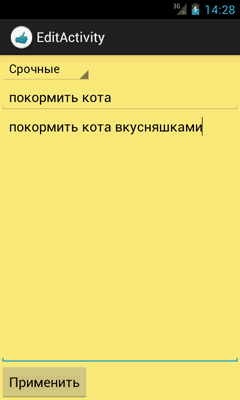 3G 14:28
EditActivity
Срочные
покормить кота
покормить кота вкусняшками
Применить